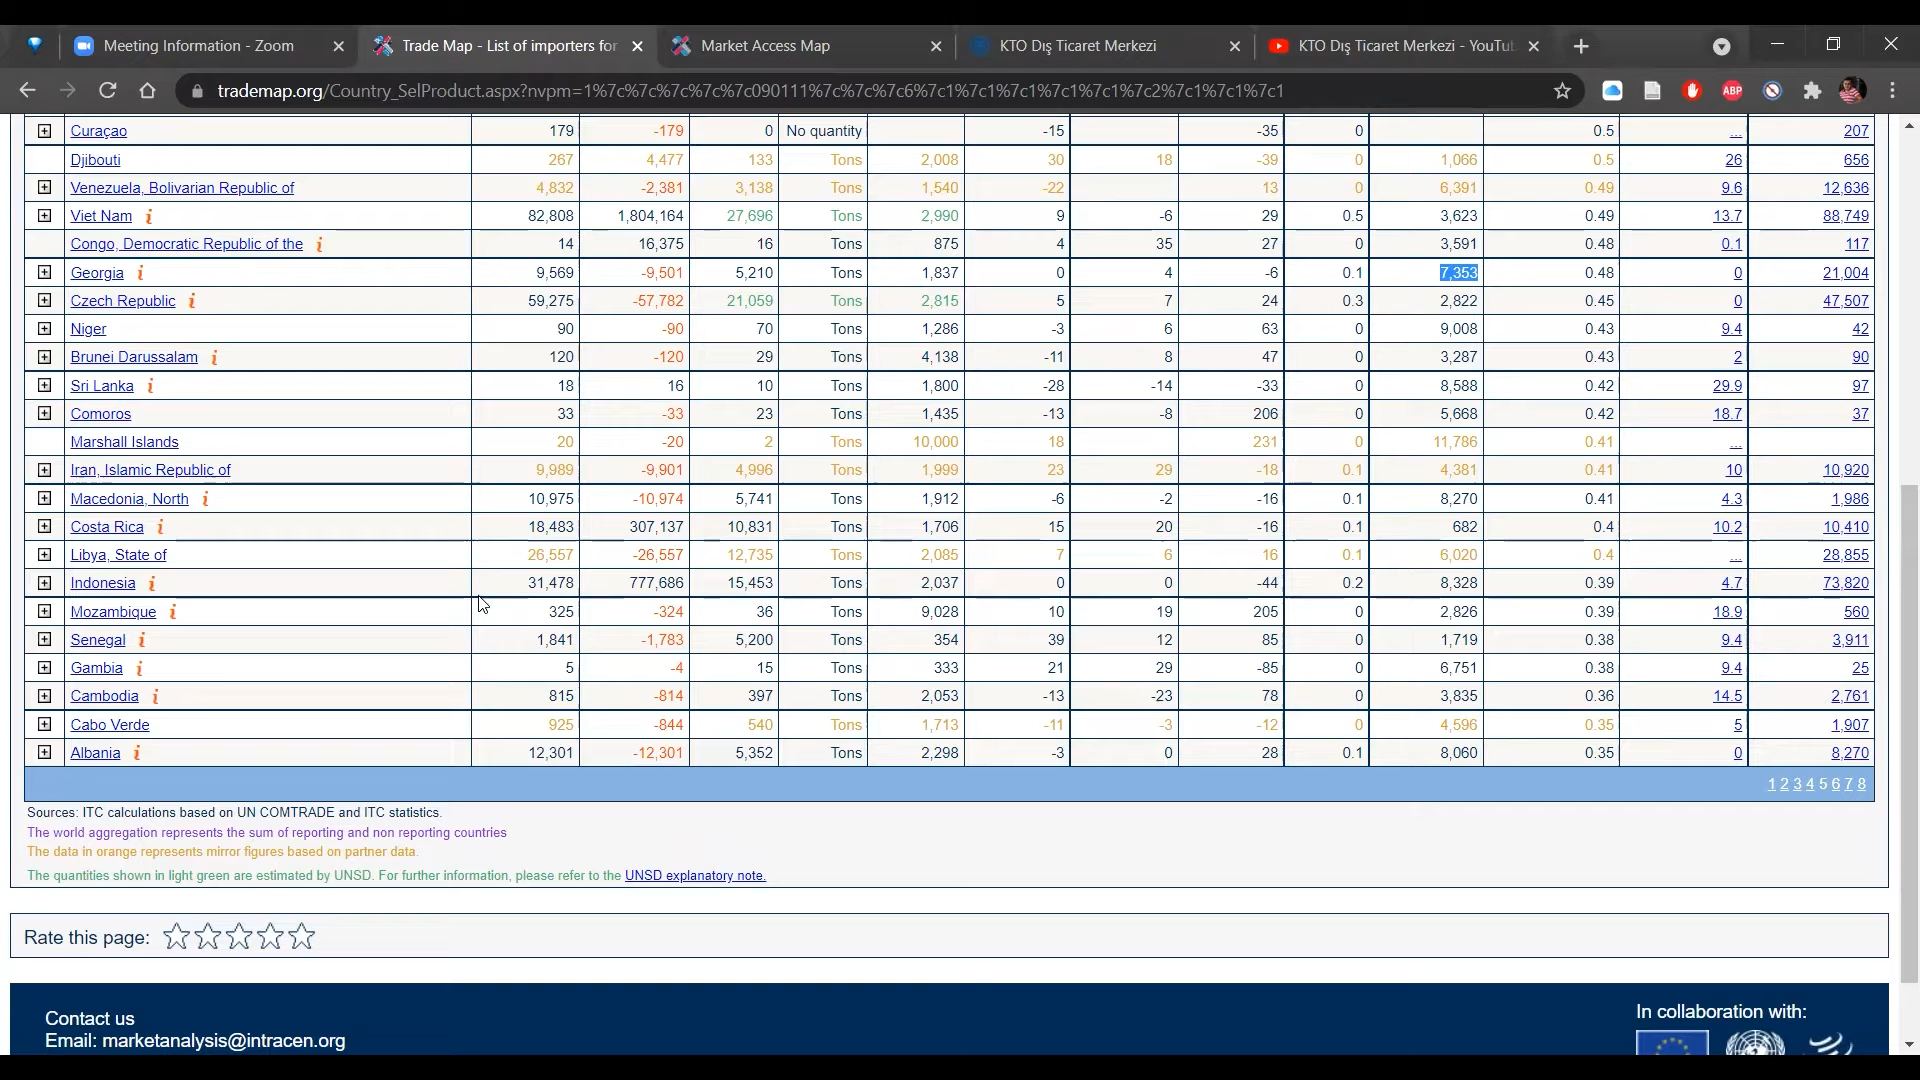 Meeting Information - Zoom
Trade Map - List of importers for
Market Access Map
KTO Dış Ticaret Merkezi
KTO Dış Ticaret Merkezi - YouTub
trademap.org/Country_SelProduct.aspx?nvpm=1%7c%7c%7c%7c%7c090111%7c%7c%7c6%7c1%7c1%7c1%7c1%7c1%7c2%7c1%7c1%7c1%7c1
ABP
Curaçao 179 -179 0 No quantity -15 -35 0 0.5 ... 207
Djibouti 267 4,477 133 Tons 2,008 30 18 -39 0 1,066 0.5 26 656
Venezuela, Bolivarian Republic of 4,832 -2,381 3,138 Tons 1,540 -22 13 0 6,391 0.49 9.6 12,636
Viet Nam i 82,808 1,804,164 27,696 Tons 2,990 9 -6 29 0.5 3,623 0.49 13.7 88,749
Congo, Democratic Republic of the i 14 16,375 16 Tons 875 4 35 27 0 3,591 0.48 0.1 117
Georgia i 9,569 -9,501 5,210 Tons 1,837 0 4 -6 0.1 7,353 0.48 0 21,004
Czech Republic i 59,275 -57,782 21,059 Tons 2,815 5 7 24 0.3 2,822 0.45 0 47,507
Niger 90 -90 70 Tons 1,286 -3 6 63 0 9,008 0.43 9.4 42
Brunei Darussalam i 120 -120 29 Tons 4,138 -11 8 47 0 3,287 0.43 2 90
Sri Lanka i 18 16 10 Tons 1,800 -28 -14 -33 0 8,588 0.42 29.9 97
Comoros 33 -33 23 Tons 1,435 -13 -8 206 0 5,668 0.42 18.7 37
Marshall Islands 20 -20 2 Tons 10,000 18 231 0 11,786 0.41 ...
Iran, Islamic Republic of 9,989 -9,901 4,996 Tons 1,999 23 29 -18 0.1 4,381 0.41 10 10,920
Macedonia, North i 10,975 -10,974 5,741 Tons 1,912 -6 -2 -16 0.1 8,270 0.41 4.3 1,986
Costa Rica i 18,483 307,137 10,831 Tons 1,706 15 20 -16 0.1 682 0.4 10.2 10,410
Libya, State of 26,557 -26,557 12,735 Tons 2,085 7 6 16 0.1 6,020 0.4 ... 28,855
Indonesia i 31,478 777,686 15,453 Tons 2,037 0 0 -44 0.2 8,328 0.39 4.7 73,820
Mozambique i 325 -324 36 Tons 9,028 10 19 205 0 2,826 0.39 18.9 560
Senegal i 1,841 -1,783 5,200 Tons 354 39 12 85 0 1,719 0.38 9.4 3,911
Gambia i 5 -4 15 Tons 333 21 29 -85 0 6,751 0.38 9.4 25
Cambodia i 815 -814 397 Tons 2,053 -13 -23 78 0 3,835 0.36 14.5 2,761
Cabo Verde 925 -844 540 Tons 1,713 -11 -3 -12 0 4,596 0.35 5 1,907
Albania i 12,301 -12,301 5,352 Tons 2,298 -3 0 28 0.1 8,060 0.35 0 8,270
1 2 3 4 5 6 7 8
Sources: ITC calculations based on UN COMTRADE and ITC statistics.
The world aggregation represents the sum of reporting and non reporting countries
The data in orange represents mirror figures based on partner data.
The quantities shown in light green are estimated by UNSD. For further information, please refer to the UNSD explanatory note.
Rate this page:
Contact us
Email: marketanalysis@intracen.org
In collaboration with: